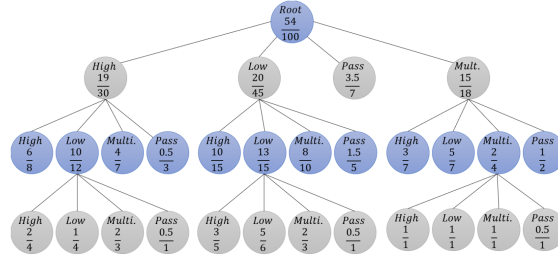 Root
54
100
High Low Pass Mult.
19 20 3.5 15
30 45 7 18
High Low Multi. Pass High Low Multi. Pass High Low Multi. Pass
6 10 4 0.5 10 13 8 1.5 3 5 2 1
8 12 7 3 15 15 10 5 7 7 4 2
High Low Multi. Pass High Low Multi. Pass High Low Multi. Pass
2 1 2 0.5 3 5 2 0.5 1 1 1 0.5
4 4 3 1 5 6 3 1 1 1 1 1